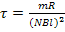 τ = mR / (NBl)²